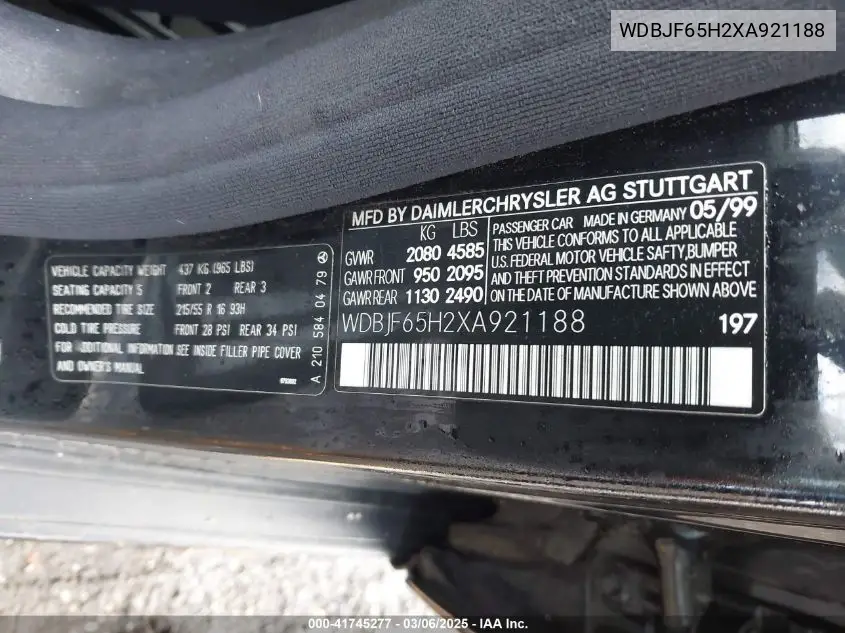 WDBJF65H2XA921188
MFD BY DAIMLERCHRYSLER AG STUTTGART
KG LBS
GVWR 2080 4585
GAWR FRONT 950 2095
GAWR REAR 1130 2490
PASSENGER CAR MADE IN GERMANY 05/99
THIS VEHICLE CONFORMS TO ALL APPLICABLE
U.S. FEDERAL MOTOR VEHICLE SAFTY,BUMPER
AND THEFT PREVENTION STANDARDS IN EFFECT
ON THE DATE OF MANUFACTURE SHOWN ABOVE
WDBJF65H2XA921188 197
VEHICLE CAPACITY WEIGHT 437 KG (965 LBS)
SEATING CAPACITY 5 FRONT 2 REAR 3
RECOMMENDED TIRE SIZE 215/55 R 16 93H
COLD TIRE PRESSURE FRONT 28 PSI REAR 34 PSI
FOR ADDITIONAL INFORMATION SEE INSIDE FILLER PIPE COVER
AND OWNER'S MANUAL
A 210 584 04 79
000-41745277 - 03/06/2025 - IAA Inc.